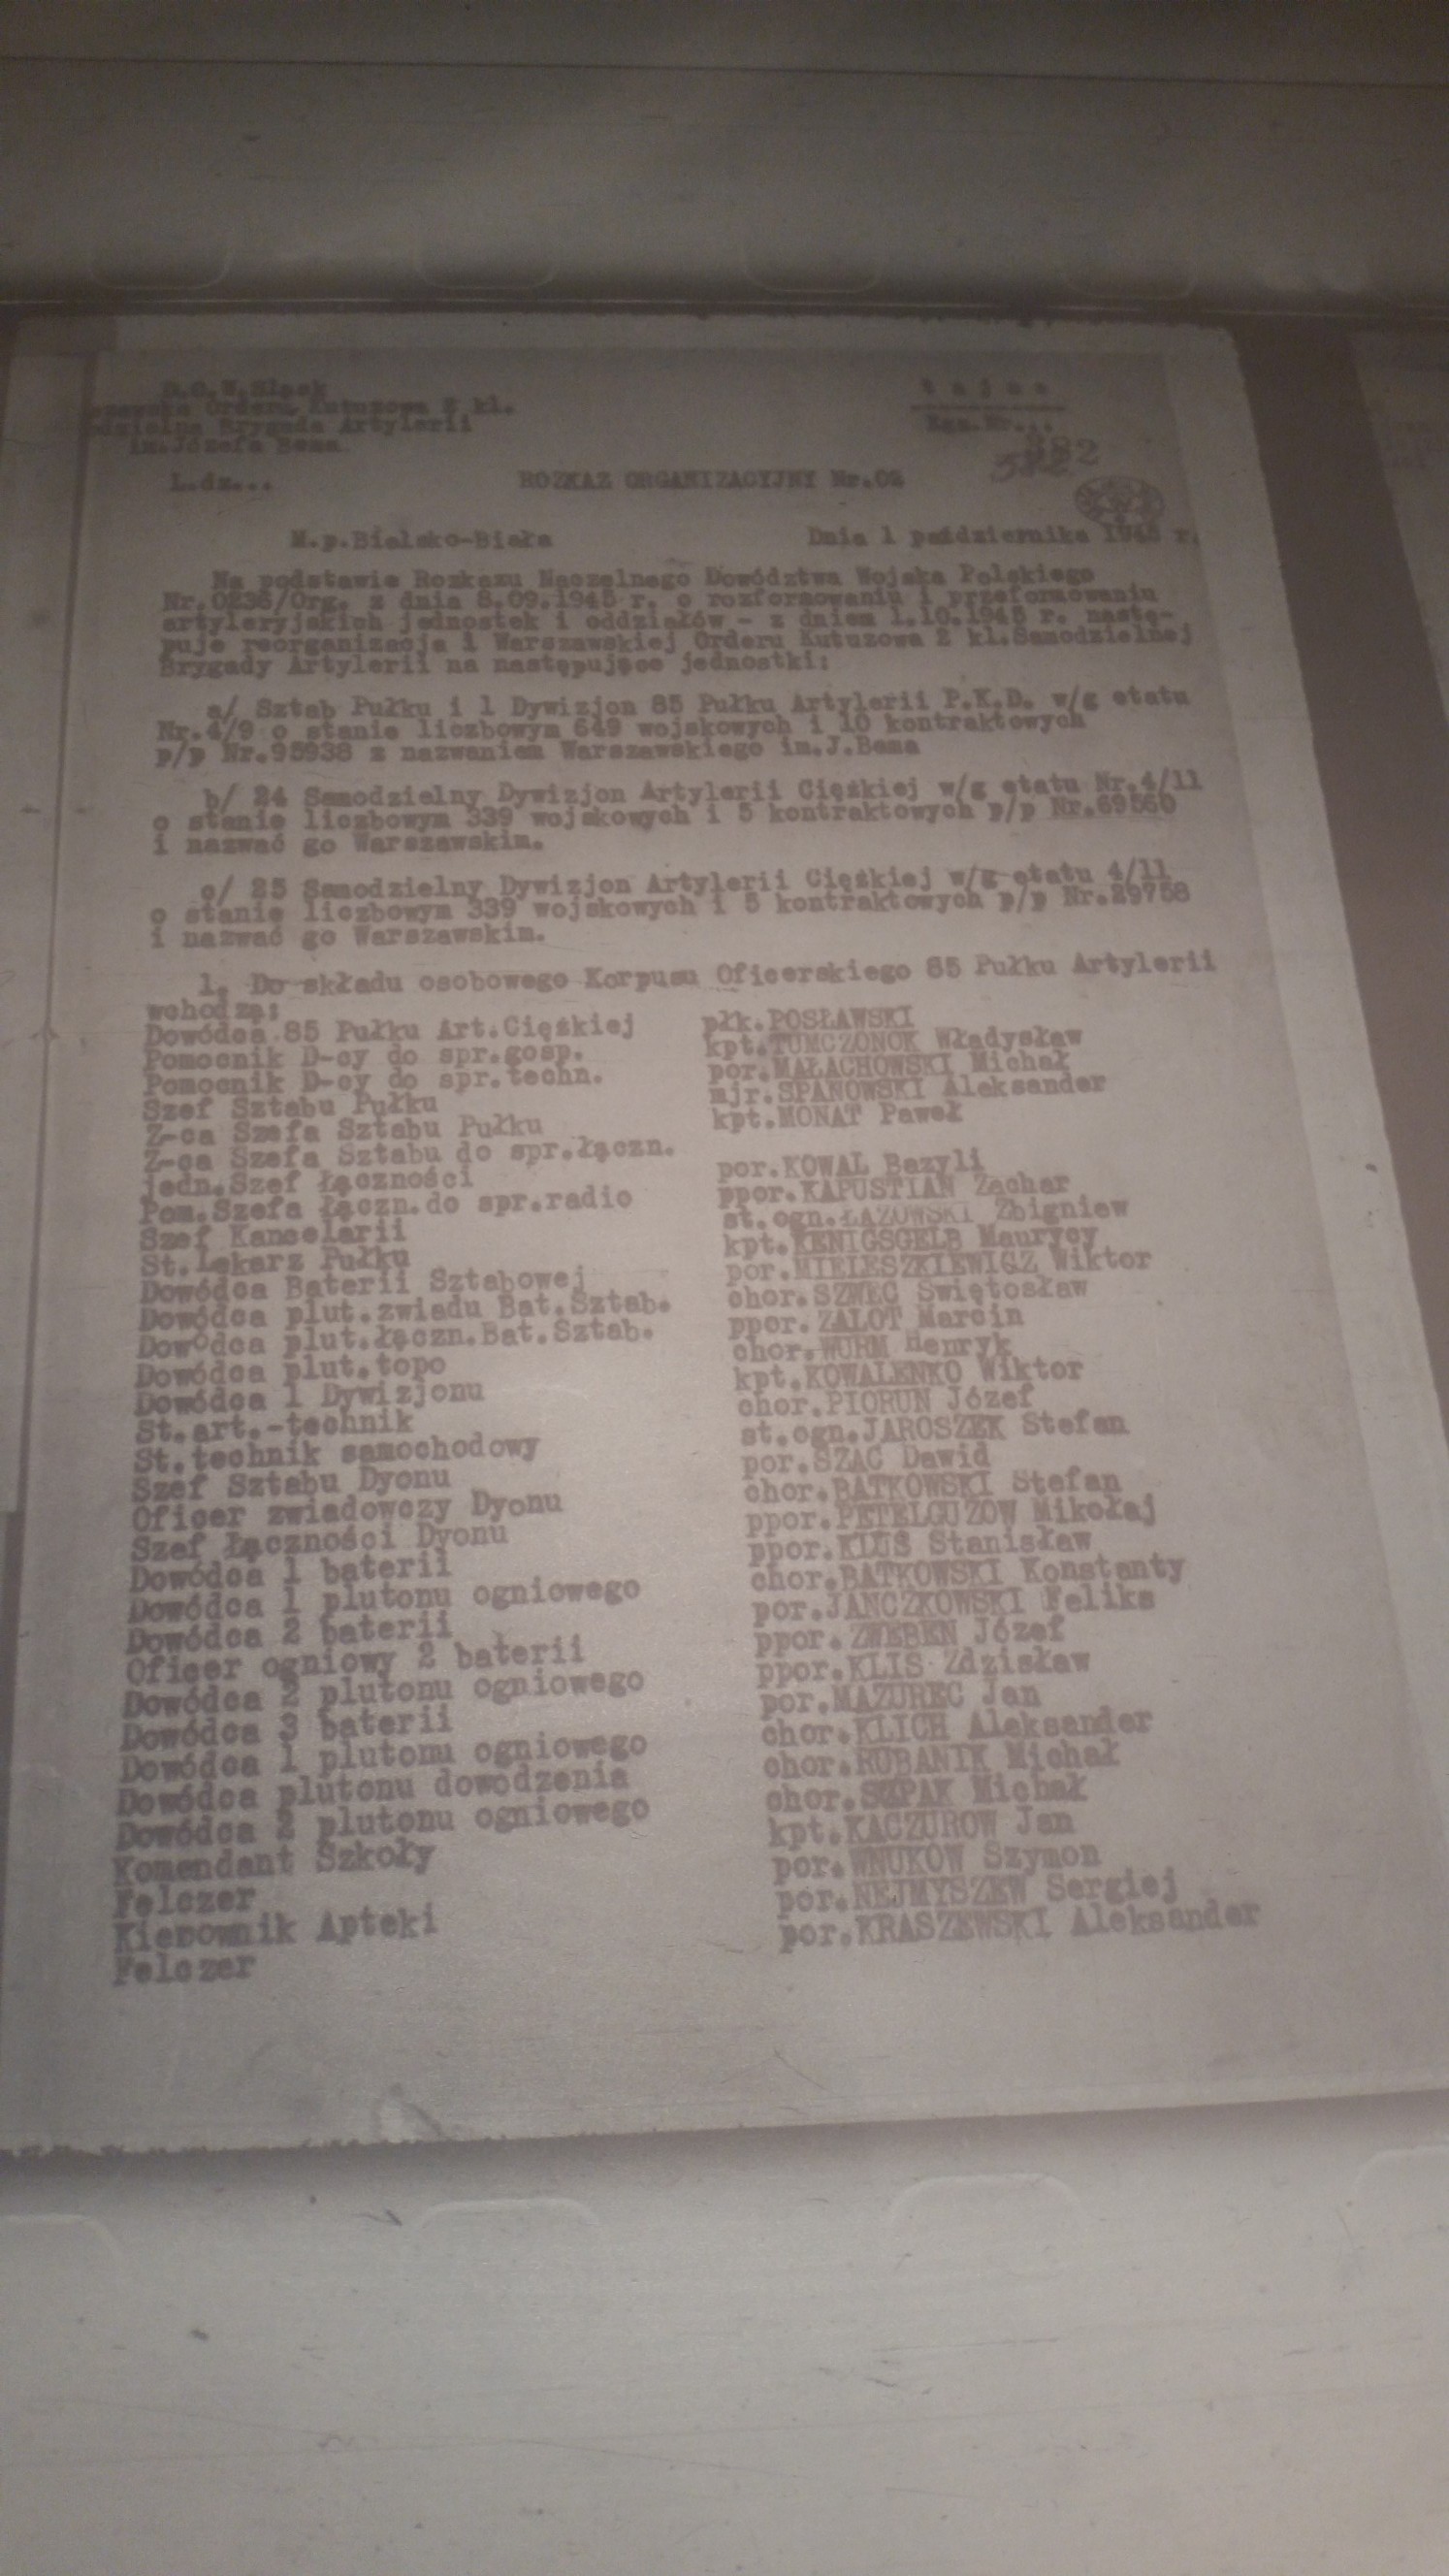 D.O.W.Śląsk
Orderu Kutuzowa 2 kl.
Brygada Artylerii
im.Józefa Bema
t a j n e
Egz.Nr...
L.dz...
ROZKAZ ORGANIZACYJNY Nr.02
M.p.Bielsko-Biała
Dnia 1 października 1945 r.
Na podstawie Rozkazu Naczelnego Dowództwa Wojska Polskiego
Nr.0236/Org. z dnia 8.09.1945 r. o rozformowaniu i przeformowaniu
artyleryjskich jednostek i oddziałów - z dniem 1.10.1945 r. nastę-
puje reorganizacja 1 Warszawskiej Orderu Kutuzowa 2 kl.Samodzielnej
Brygady Artylerii na następujące jednostki:
a/ Sztab Pułku i 1 Dywizjon 85 Pułku Artylerii P.K.D. w/g etatu
Nr.4/9 o stanie liczbowym 649 wojskowych i 10 kontraktowych
p/p Nr.95938 z nazwaniem Warszawskiego im.J.Bema
b/ 24 Samodzielny Dywizjon Artylerii Ciężkiej w/g etatu Nr.4/11
o stanie liczbowym 339 wojskowych i 5 kontraktowych p/p Nr.69560
i nazwać go Warszawskim.
c/ 25 Samodzielny Dywizjon Artylerii Ciężkiej w/g etatu 4/11
o stanie liczbowym 339 wojskowych i 5 kontraktowych p/p Nr.29758
i nazwać go Warszawskim.
1. Do składu osobowego Korpusu Oficerskiego 85 Pułku Artylerii
wchodzą:
Dowódca 85 Pułku Art.Ciężkiej płk.POSŁAWSKI
Pomocnik D-cy do spr.gosp. kpt.TUMCZONOK Władysław
Pomocnik D-cy do spr.techn. por.MAŁACHOWSKI Michał
Szef Sztabu Pułku mjr.SPANOWSKI Aleksander
Z-ca Szefa Sztabu Pułku kpt.MONAT Paweł
Z-ca Szefa Sztabu do spr.łączn.
jedn.Szef Łączności por.KOWAL Bazyli
Pom.Szefa Łączn.do spr.radio ppor.KAPUSTIAN Zachar
Szef Kancelarii st.ogn.ŁAZOWSKI Zbigniew
St.Lekarz Pułku kpt.KENIGSGELB Maurycy
Dowódca Baterii Sztabowej por.MIELESZKIEWICZ Wiktor
Dowódca plut.zwiadu Bat.Sztab. chor.SZWEC Świętosław
Dowódca plut.łączn.Bat.Sztab. ppor.ZALOT Marcin
Dowódca plut.topo chor.WURM Henryk
Dowódca 1 Dywizjonu kpt.KOWALENKO Wiktor
St.art.-technik chor.PIORUN Józef
St.technik samochodowy st.ogn.JAROSZEK Stefan
Szef Sztabu Dyonu por.SZAC Dawid
Oficer zwiadowczy Dyonu chor.BATKOWSKI Stefan
Szef Łączności Dyonu ppor.PETELGUZOW Mikołaj
Dowódca 1 baterii ppor.KLUS Stanisław
Dowódca 1 plutonu ogniowego chor.BATKOWSKI Konstanty
Dowódca 2 baterii por.JANCZKOWSKI Feliks
Oficer ogniowy 2 baterii ppor.ZWEBEN Józef
Dowódca 2 plutonu ogniowego ppor.KLIS Zdzisław
Dowódca 3 baterii por.MAZUREC Jan
Dowódca 1 plutonu ogniowego chor.KLICH Aleksander
Dowódca plutonu dowodzenia chor.RUBANIK Michał
Dowódca 2 plutonu ogniowego chor.SZPAK Michał
Komendant Szkoły kpt.KACZUROW Jan
Felczer por.WNUKOW Szymon
Kierownik Apteki por.NEJMYSZEW Sergiej
Felczer por.KRASZEWSKI Aleksander